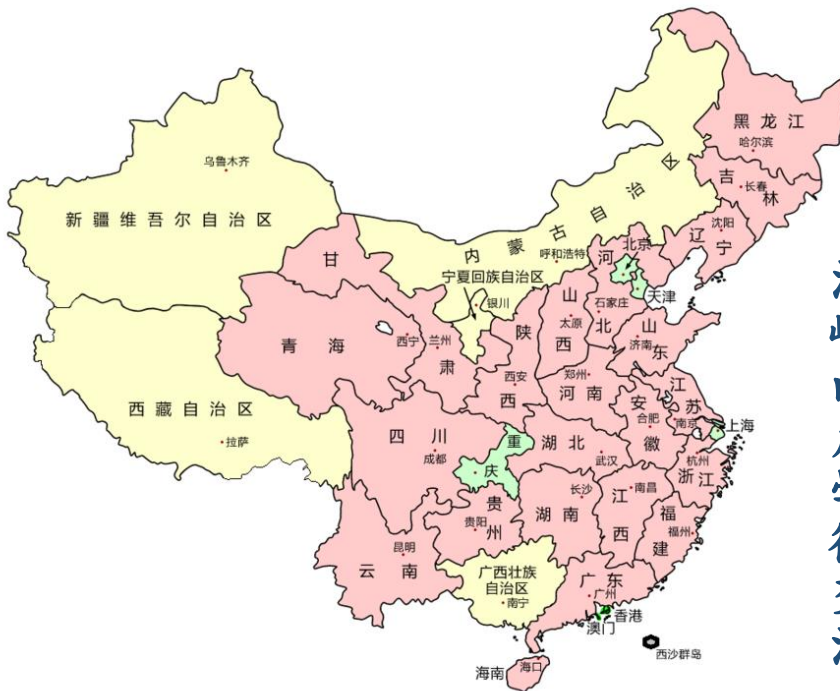 黑龙江
哈尔滨
吉林
长春
沈阳
辽宁
内蒙古自治区
呼和浩特
新疆维吾尔自治区
乌鲁木齐
甘肃
兰州
宁夏回族自治区
银川
北京
天津
河北
石家庄
山西
太原
山东
济南
青海
西宁
陕西
西安
河南
郑州
江苏
南京
安徽
合肥
上海
西藏自治区
拉萨
四川
成都
重庆
湖北
武汉
浙江
杭州
贵州
贵阳
湖南
长沙
江西
南昌
福建
福州
云南
昆明
广西壮族
自治区
南宁
广东
广州
香港
澳门
海南
海口
西沙群岛